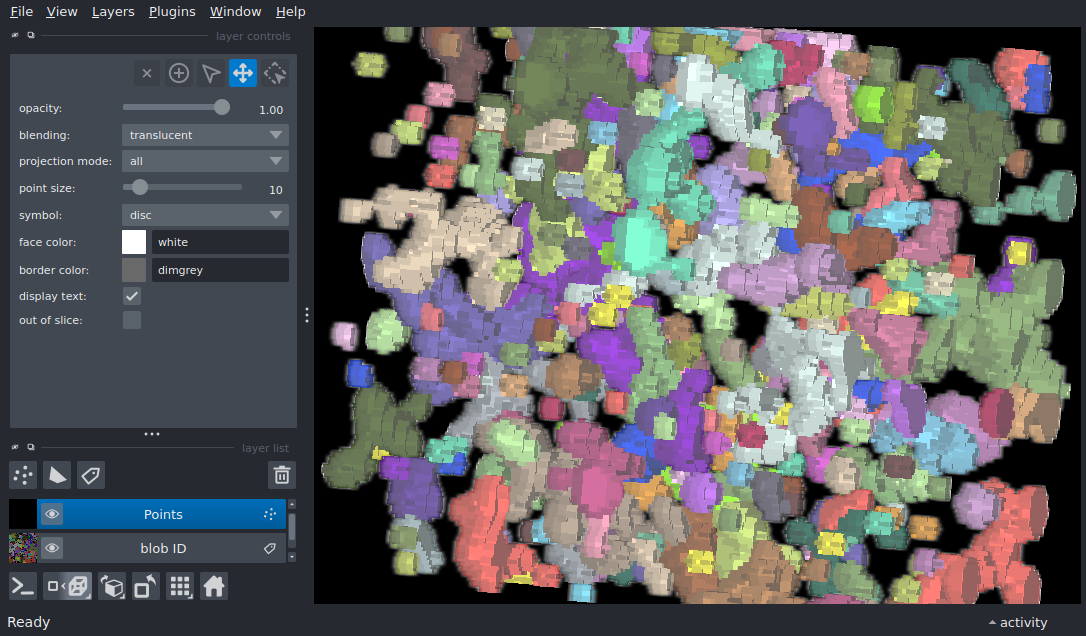 File View Layers Plugins Window Help
layer controls
opacity: 1.00
blending: translucent
projection mode: all
point size: 10
symbol: disc
face color: white
border color: dimgrey
display text:
out of slice:
layer list
Points
blob ID
Ready
activity